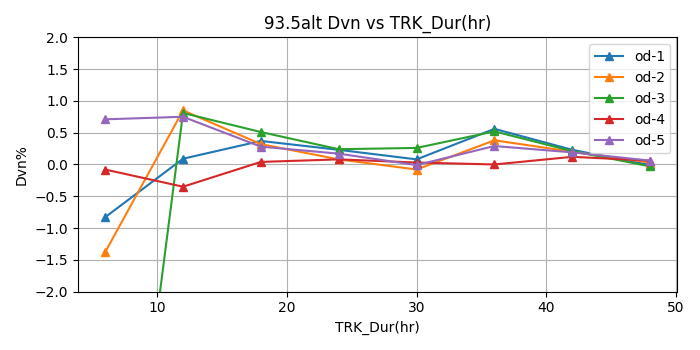 93.5alt Dvn vs TRK_Dur(hr)
Dvn%
2.0
1.5
1.0
0.5
0.0
−0.5
−1.0
−1.5
−2.0
od-1
od-2
od-3
od-4
od-5
10
20
30
40
50
TRK_Dur(hr)